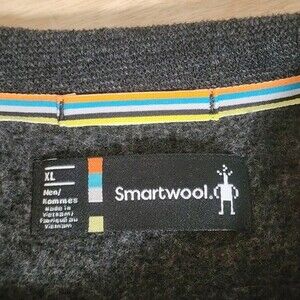 XL
Men/
Hommes
Made in
Vietnam/
Fabriqué au
Vietnam
Smartwool.